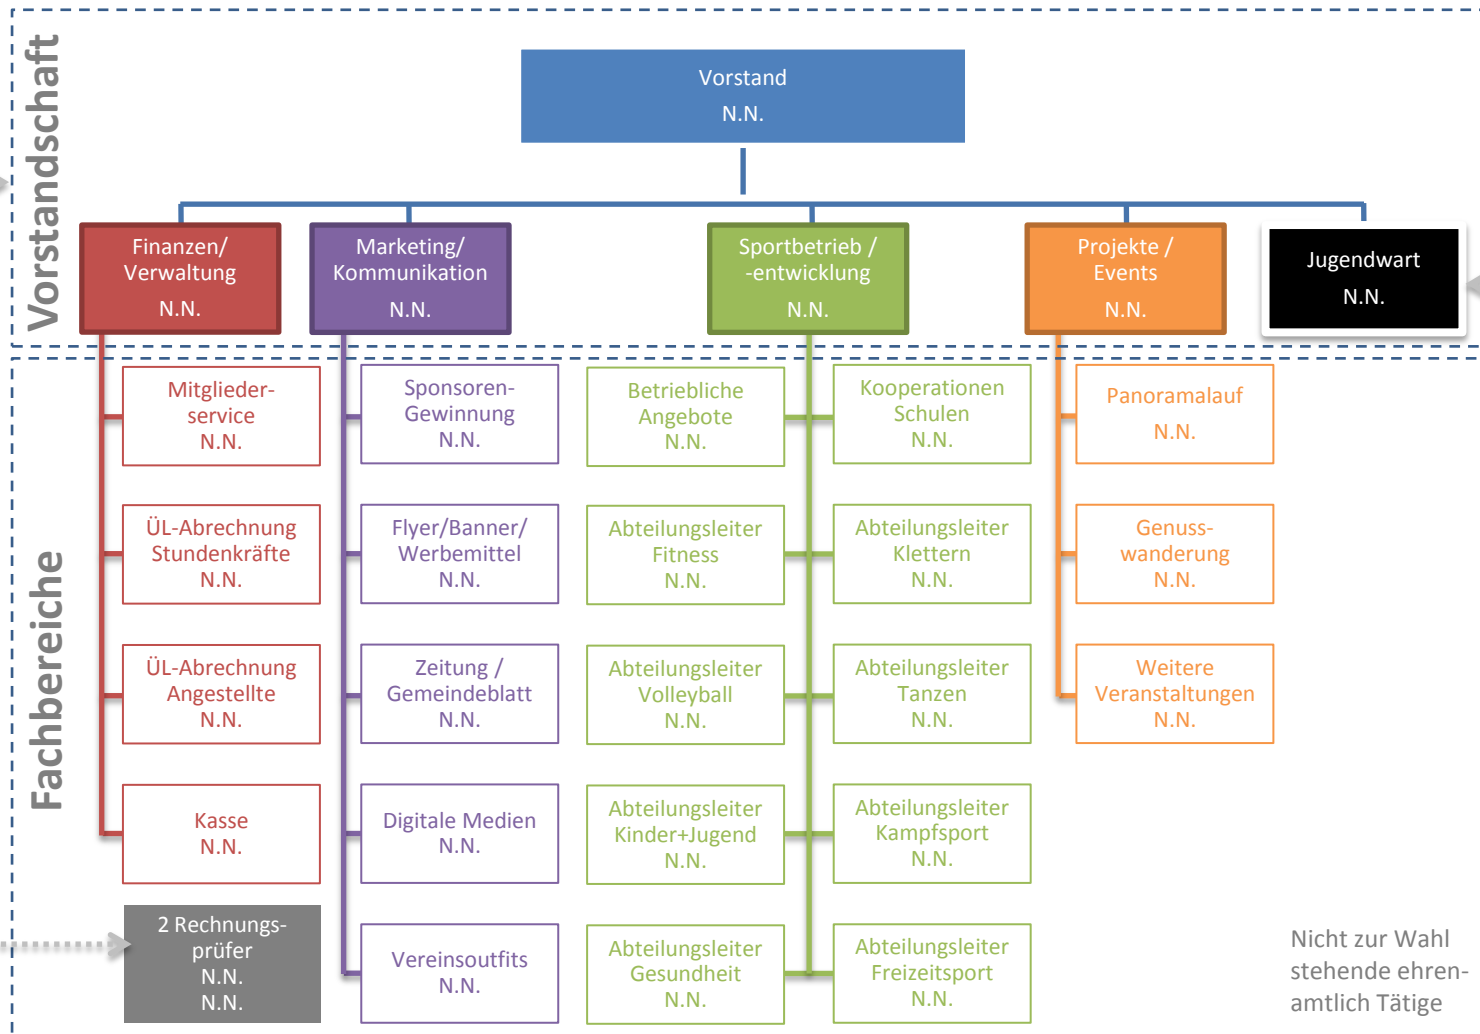 Vorstandschaft
Vorstand
N.N.
Finanzen/
Verwaltung
N.N.
Marketing/
Kommunikation
N.N.
Sportbetrieb /
-entwicklung
N.N.
Projekte /
Events
N.N.
Jugendwart
N.N.
Fachbereiche
Mitglieder-
service
N.N.
ÜL-Abrechnung
Stundenkräfte
N.N.
ÜL-Abrechnung
Angestellte
N.N.
Kasse
N.N.
2 Rechnungs-
prüfer
N.N.
N.N.
Sponsoren-
Gewinnung
N.N.
Flyer/Banner/
Werbemittel
N.N.
Zeitung /
Gemeindeblatt
N.N.
Digitale Medien
N.N.
Vereinsoutfits
N.N.
Betriebliche
Angebote
N.N.
Abteilungsleiter
Fitness
N.N.
Abteilungsleiter
Volleyball
N.N.
Abteilungsleiter
Kinder+Jugend
N.N.
Abteilungsleiter
Gesundheit
N.N.
Kooperationen
Schulen
N.N.
Abteilungsleiter
Klettern
N.N.
Abteilungsleiter
Tanzen
N.N.
Abteilungsleiter
Kampfsport
N.N.
Abteilungsleiter
Freizeitsport
N.N.
Panoramalauf
N.N.
Genuss-
wanderung
N.N.
Weitere
Veranstaltungen
N.N.
Nicht zur Wahl
stehende ehren-
amtlich Tätige